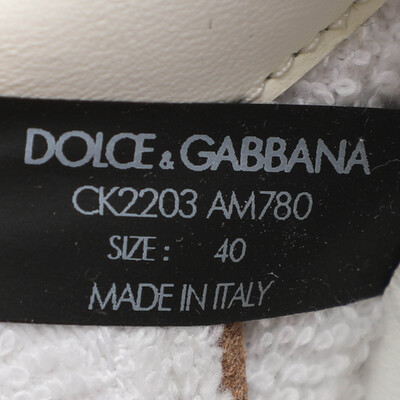 DOLCE & GABBANA
CK2203 AM780
SIZE: 40
MADE IN ITALY